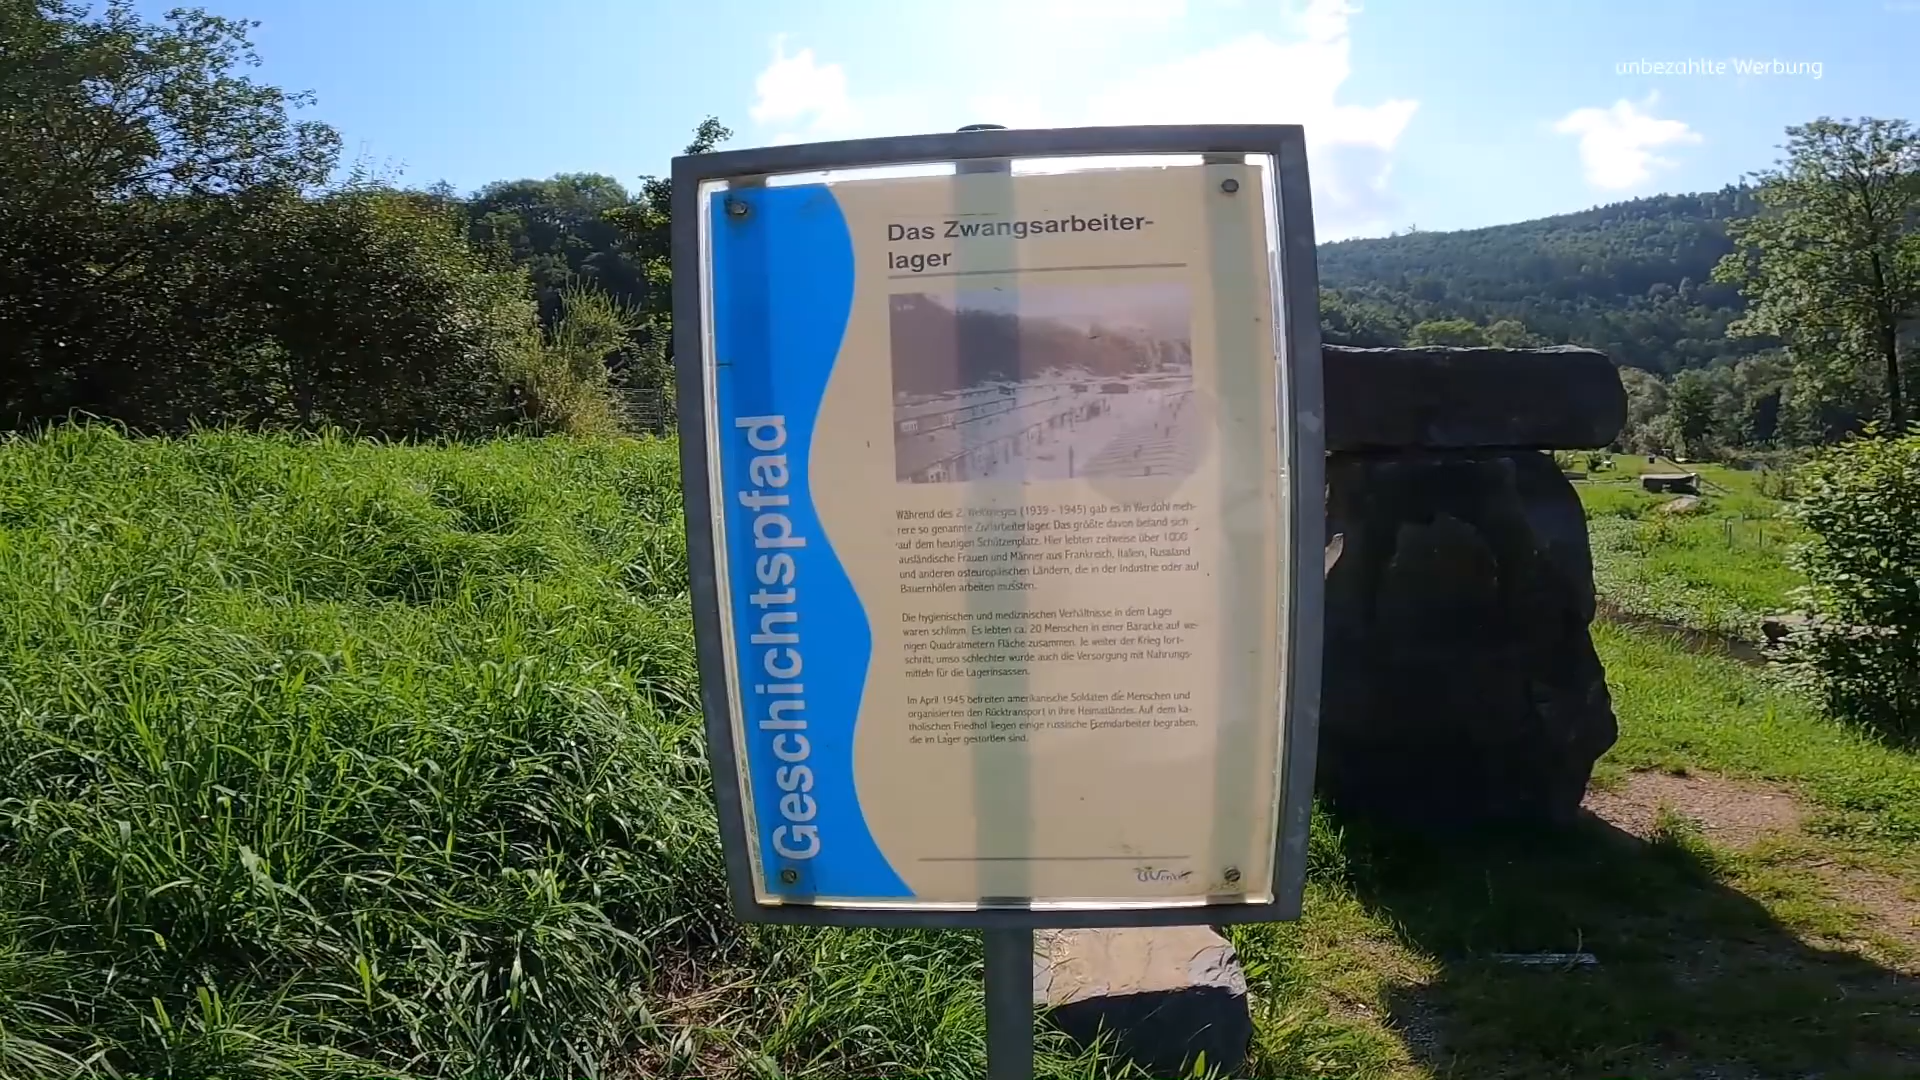 unbezahlte Werbung
Das Zwangsarbeiter-
lager
Geschichtspfad
Während des 2. Weltkrieges (1939 - 1945) gab es in Werdohl meh-
rere so genannte Zivilarbeiterlager. Das größte davon befand sich
auf dem heutigen Schützenplatz. Hier lebten zeitweise über 1000
ausländische Frauen und Männer aus Frankreich, Italien, Russland
und anderen osteuropäischen Ländern, die in der Industrie oder auf
Bauernhöfen arbeiten mussten.
Die hygienischen und medizinischen Verhältnisse in dem Lager
waren schlimm. Es lebten ca. 20 Menschen in einer Baracke auf we-
nigen Quadratmetern Fläche zusammen. Je weiter der Krieg fort-
schritt, umso schlechter wurde auch die Versorgung mit Nahrungs-
mitteln für die Lagerinsassen.
Im April 1945 befreiten amerikanische Soldaten die Menschen und
organisierten den Rücktransport in ihre Heimatländer. Auf dem ka-
tholischen Friedhof liegen einige russische Fremdarbeiter begraben,
die im Lager gestorben sind.